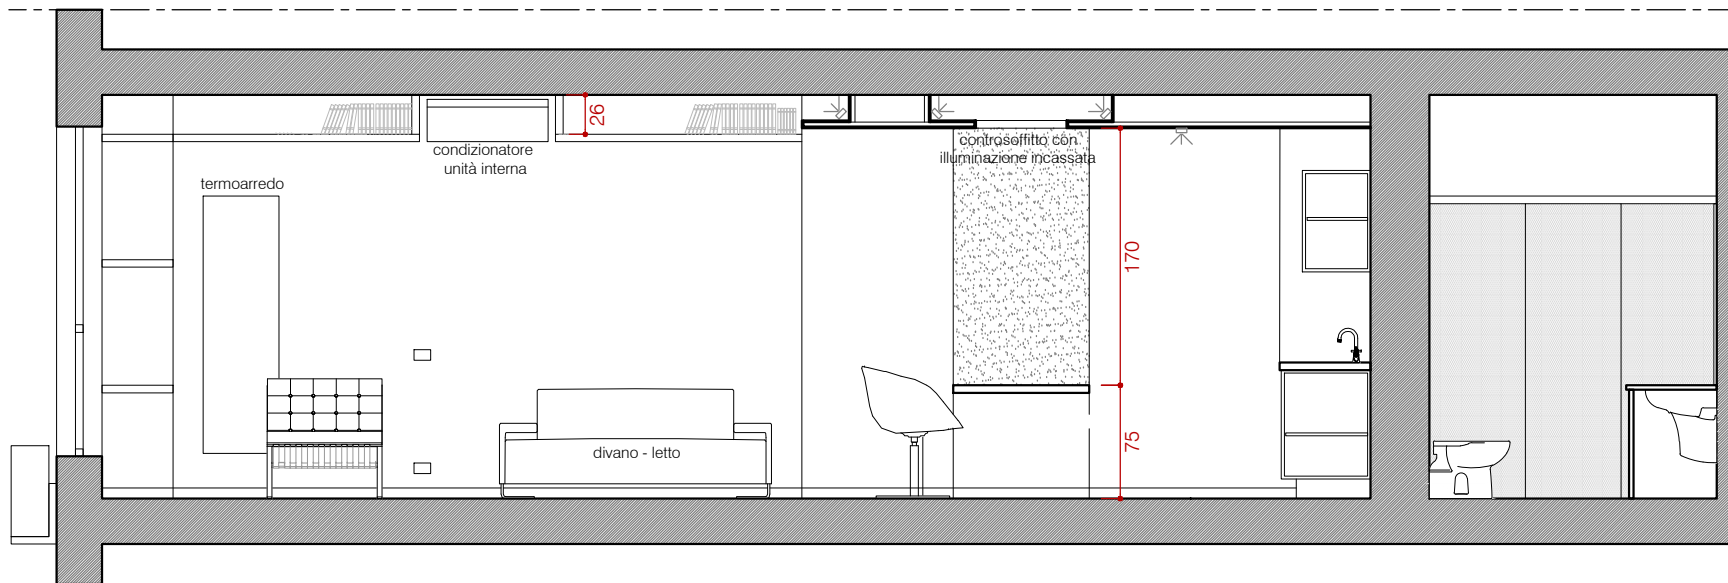 26
condizionatore
unità interna
controsoffitto con
illuminazione incassata
termoarredo
170
75
divano - letto